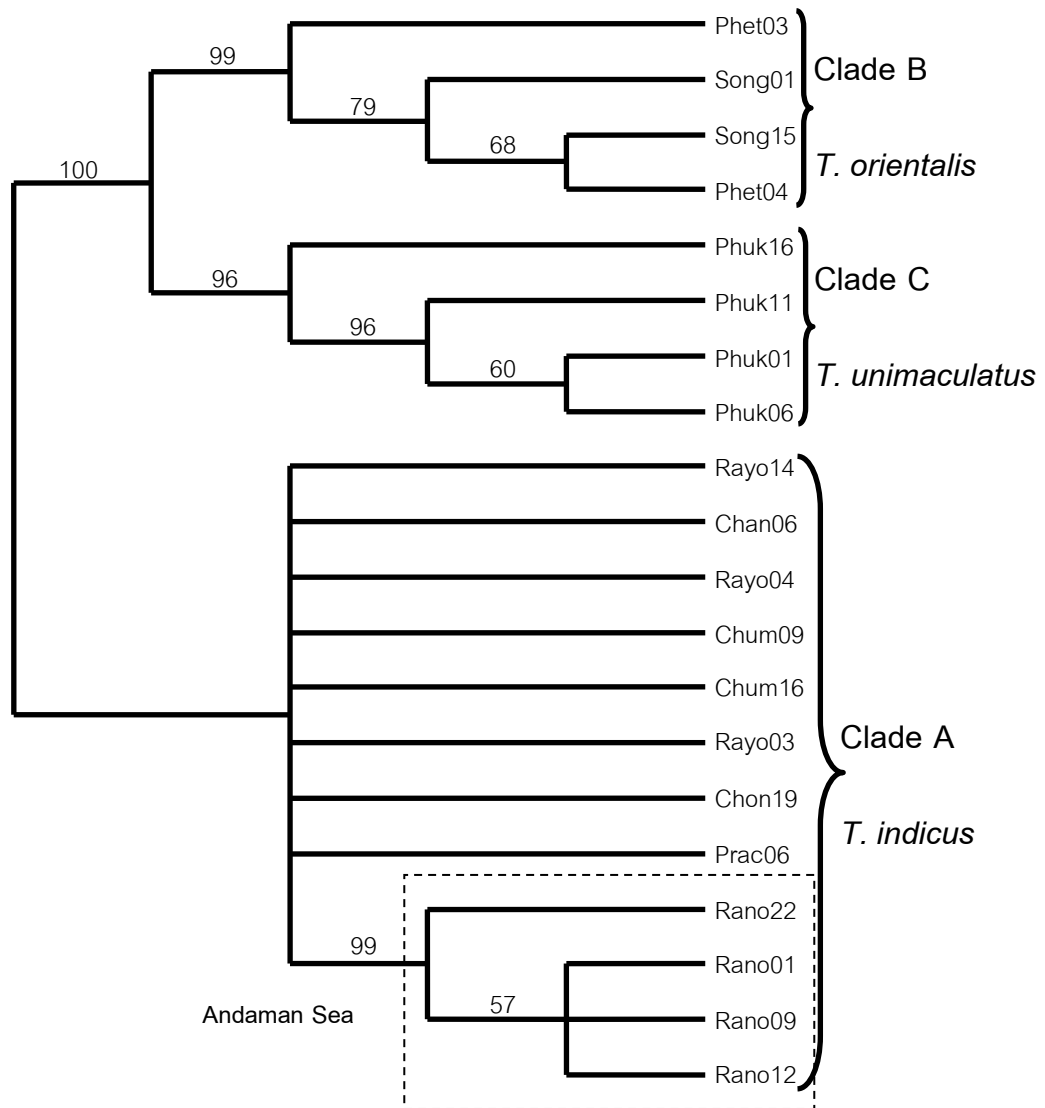 Phet03
99
Clade B
Song01
79
Song15
68
T. orientalis
100
Phet04
Phuk16
96
Clade C
Phuk11
96
Phuk01
60
T. unimaculatus
Phuk06
Rayo14
Chan06
Rayo04
Chum09
Chum16
Rayo03
Clade A
Chon19
T. indicus
Prac06
Rano22
99
Rano01
57
Andaman Sea
Rano09
Rano12